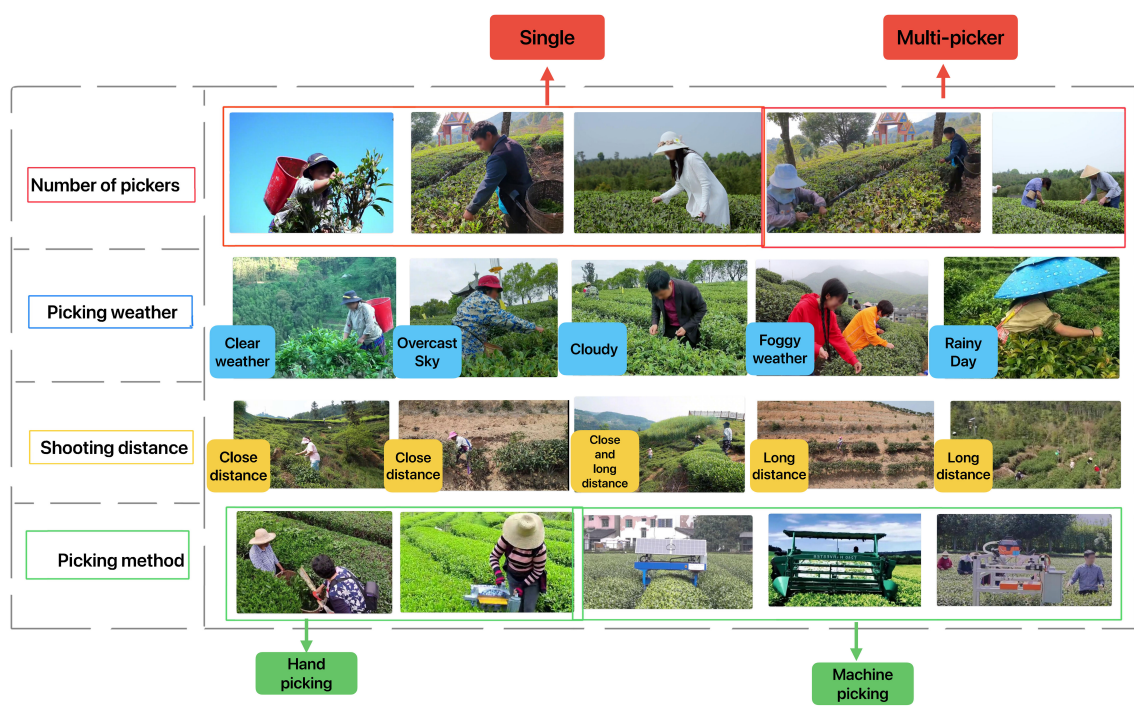 Single
Multi-picker
Number of pickers
Picking weather
Clear
weather
Overcast
Sky
Cloudy
Foggy
weather
Rainy
Day
Shooting distance
Close
distance
Close
distance
Close
and
long
distance
Long
distance
Long
distance
Picking method
Hand
picking
Machine
picking